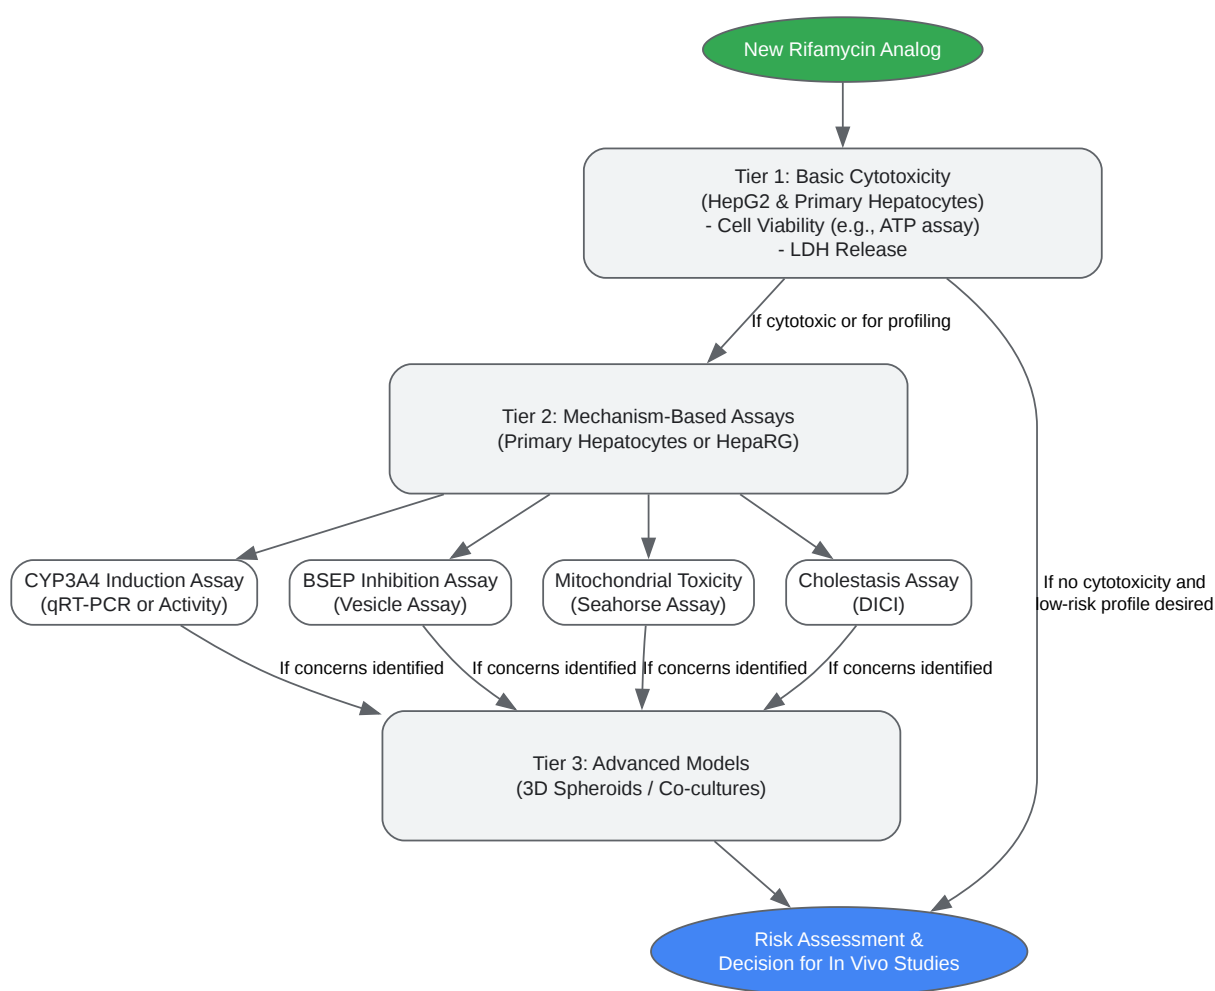 New Rifamycin Analog
Tier 1: Basic Cytotoxicity
(HepG2 & Primary Hepatocytes)
- Cell Viability (e.g., ATP assay)
- LDH Release
If cytotoxic or for profiling
Tier 2: Mechanism-Based Assays
(Primary Hepatocytes or HepaRG)
CYP3A4 Induction Assay
(qRT-PCR or Activity)
BSEP Inhibition Assay
(Vesicle Assay)
Mitochondrial Toxicity
(Seahorse Assay)
Cholestasis Assay
(DICI)
If no cytotoxicity and
low-risk profile desired
If concerns identified
If concerns identified
If concerns identified
If concerns identified
Tier 3: Advanced Models
(3D Spheroids / Co-cultures)
Risk Assessment &
Decision for In Vivo Studies